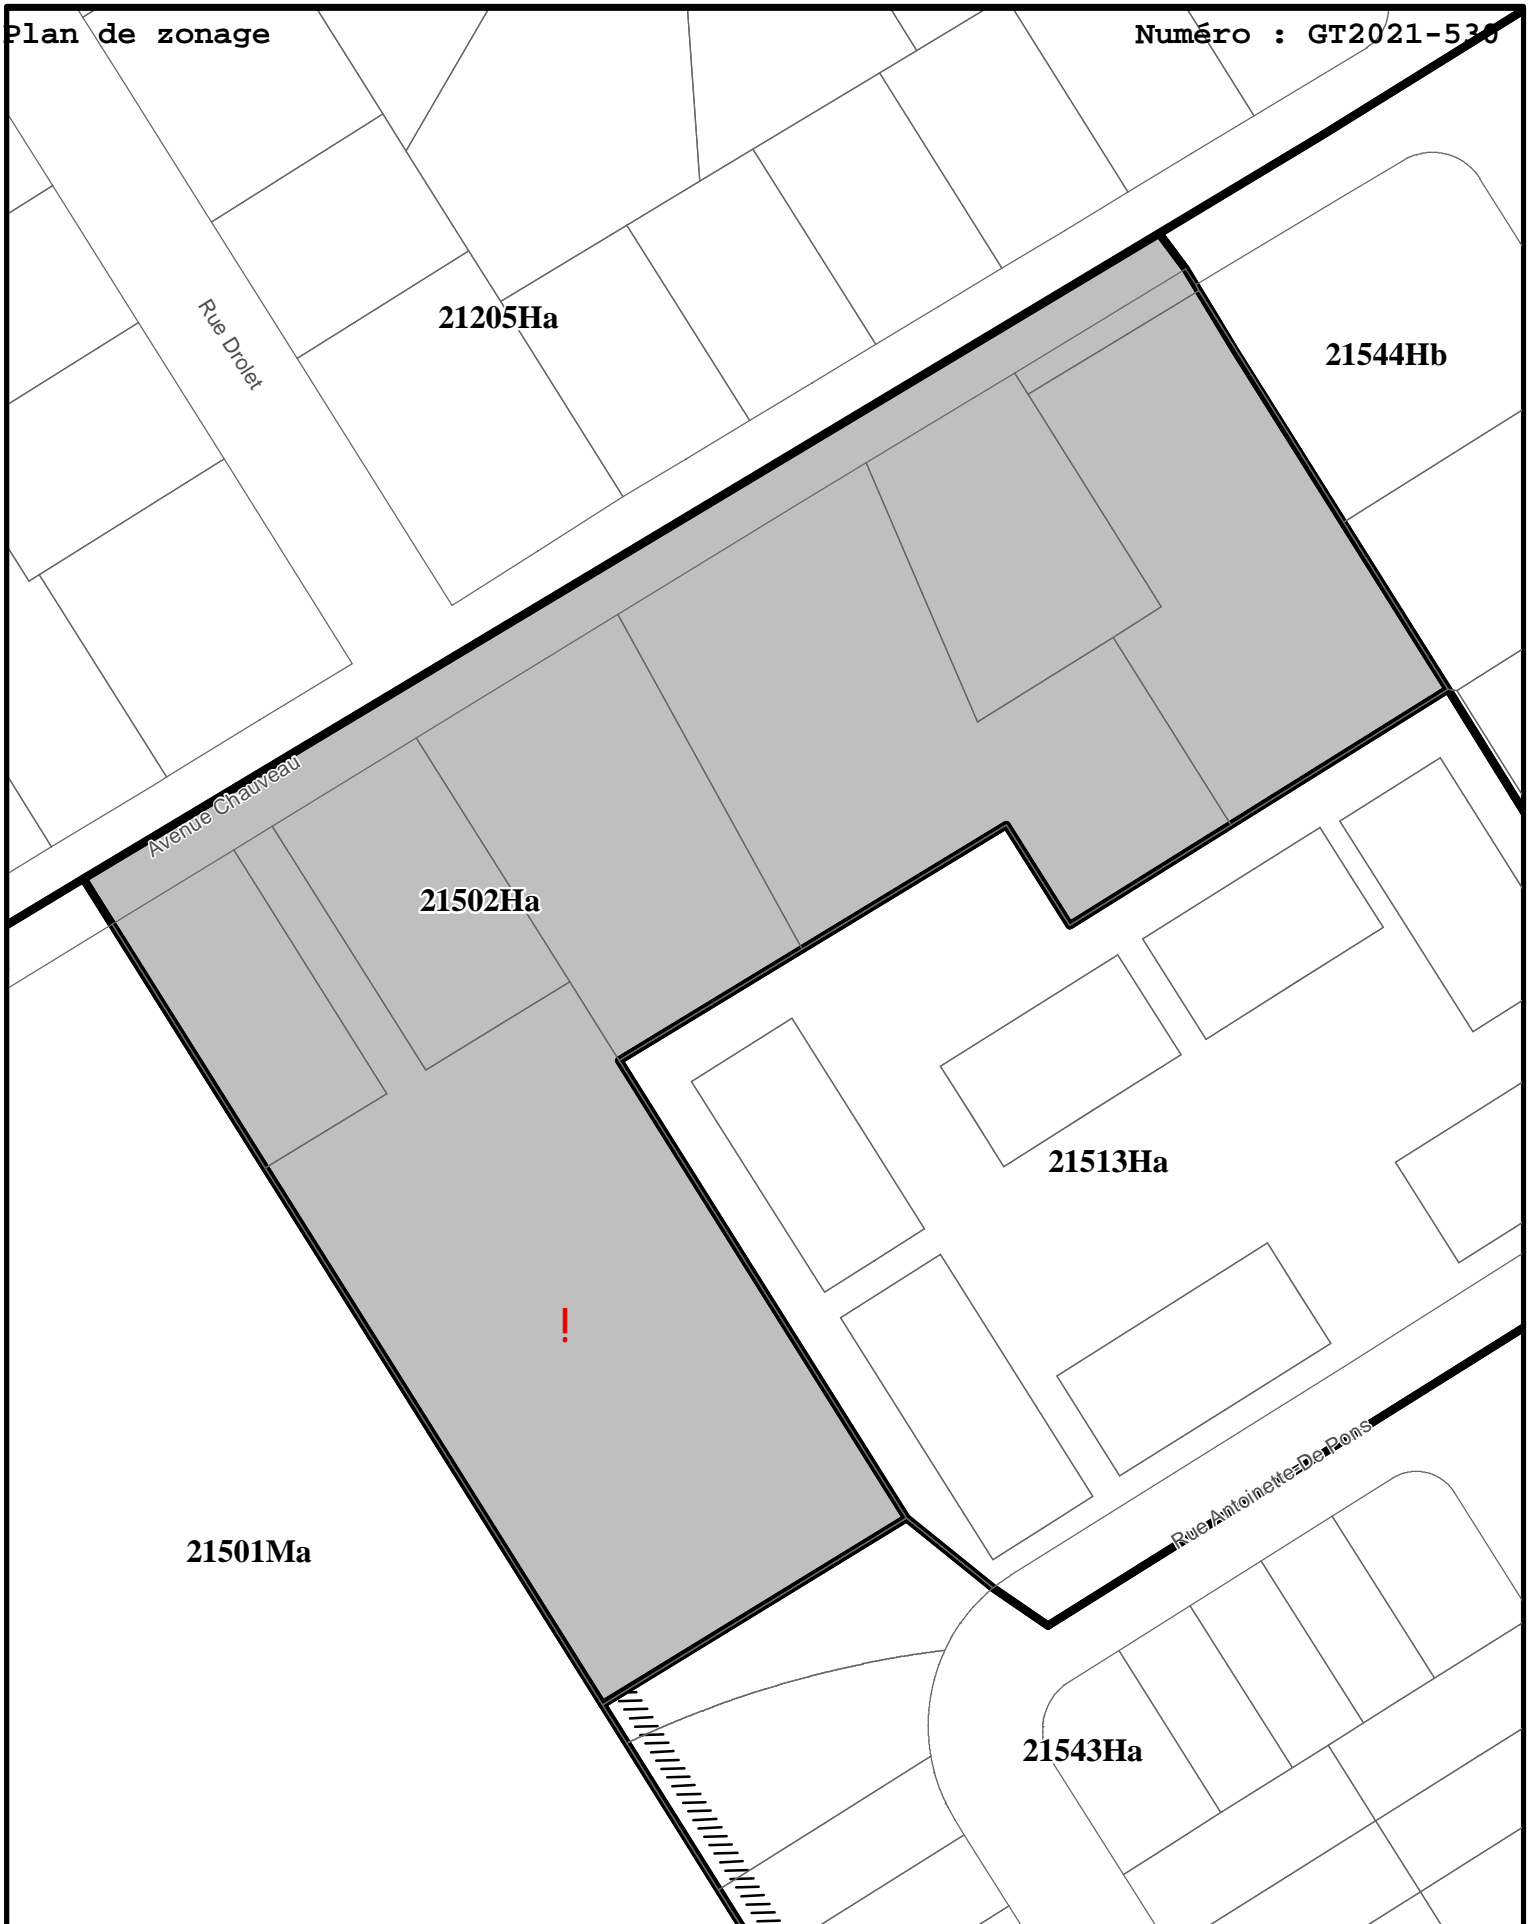 Plan de zonage
Numéro : GT2021-530
Rue Drolet
21205Ha
21544Hb
Avenue Chauveau
21502Ha
21513Ha
!
Rue Antoinette-De Pons
21501Ma
21543Ha